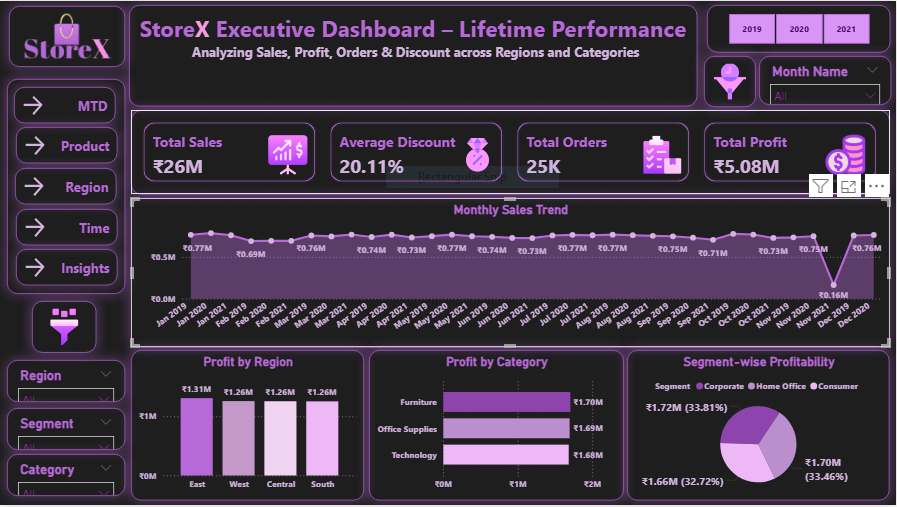 StoreX
StoreX Executive Dashboard – Lifetime Performance
Analyzing Sales, Profit, Orders & Discount across Regions and Categories
2019 2020 2021
Month Name
All
MTD
Product
Region
Time
Insights
Total Sales
₹26M
Average Discount
20.11%
Total Orders
25K
Total Profit
₹5.08M
Monthly Sales Trend
₹0.5M
₹0.0M
₹0.77M ₹0.69M ₹0.76M ₹0.74M ₹0.73M ₹0.77M ₹0.74M ₹0.73M ₹0.77M ₹0.77M ₹0.75M ₹0.71M ₹0.73M ₹0.75M ₹0.16M ₹0.76M
Jan 2019 Jan 2020 Jan 2021 Feb 2019 Feb 2020 Feb 2021 Mar 2019 Mar 2020 Mar 2021 Apr 2019 Apr 2020 Apr 2021 May 2019 May 2020 May 2021 Jun 2019 Jun 2020 Jun 2021 Jul 2019 Jul 2020 Jul 2021 Aug 2019 Aug 2020 Aug 2021 Sep 2019 Sep 2020 Sep 2021 Oct 2019 Oct 2020 Oct 2021 Nov 2019 Nov 2020 Nov 2021 Dec 2019 Dec 2020
Region
All
Segment
All
Category
All
Profit by Region
₹1M
₹0M
₹1.31M ₹1.26M ₹1.26M ₹1.26M
East West Central South
Profit by Category
Furniture ₹1.70M
Office Supplies ₹1.69M
Technology ₹1.68M
₹0M ₹1M ₹2M
Segment-wise Profitability
Segment Corporate Home Office Consumer
₹1.72M (33.81%)
₹1.70M
(33.46%)
₹1.66M (32.72%)